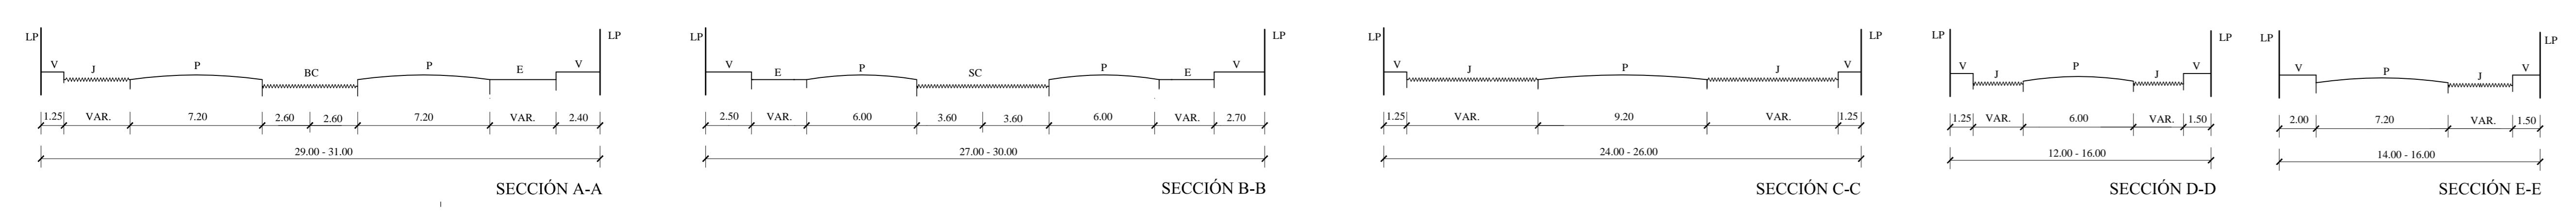 LP V J P BC P E V LP
1.25 VAR. 7.20 2.60 2.60 7.20 VAR. 2.40
29.00 - 31.00
SECCIÓN A-A
LP V E P SC P E V LP
2.50 VAR. 6.00 3.60 3.60 6.00 VAR. 2.70
27.00 - 30.00
SECCIÓN B-B
LP V J P J V LP
1.25 VAR. 9.20 VAR. 1.25
24.00 - 26.00
SECCIÓN C-C
LP V J P J V LP
1.25 VAR. 6.00 VAR. 1.50
12.00 - 16.00
SECCIÓN D-D
LP V P J V LP
2.00 7.20 VAR. 1.50
14.00 - 16.00
SECCIÓN E-E